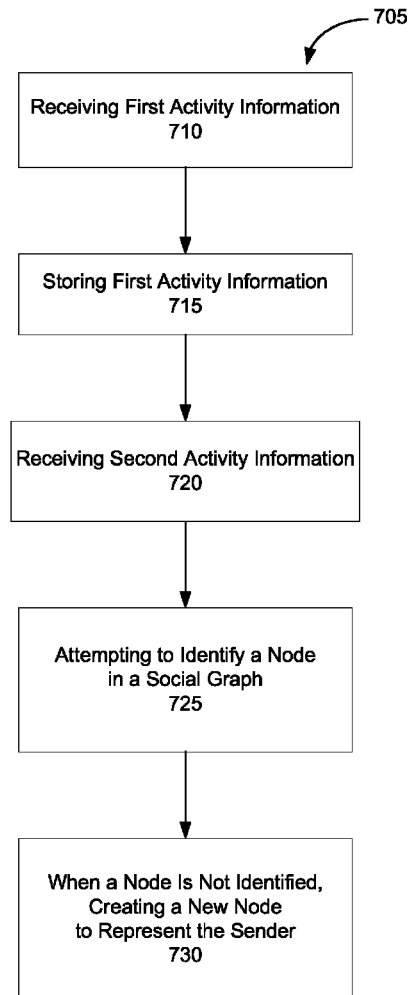 705
Receiving First Activity Information
710
Storing First Activity Information
715
Receiving Second Activity Information
720
Attempting to Identify a Node
in a Social Graph
725
When a Node Is Not Identified,
Creating a New Node
to Represent the Sender
730